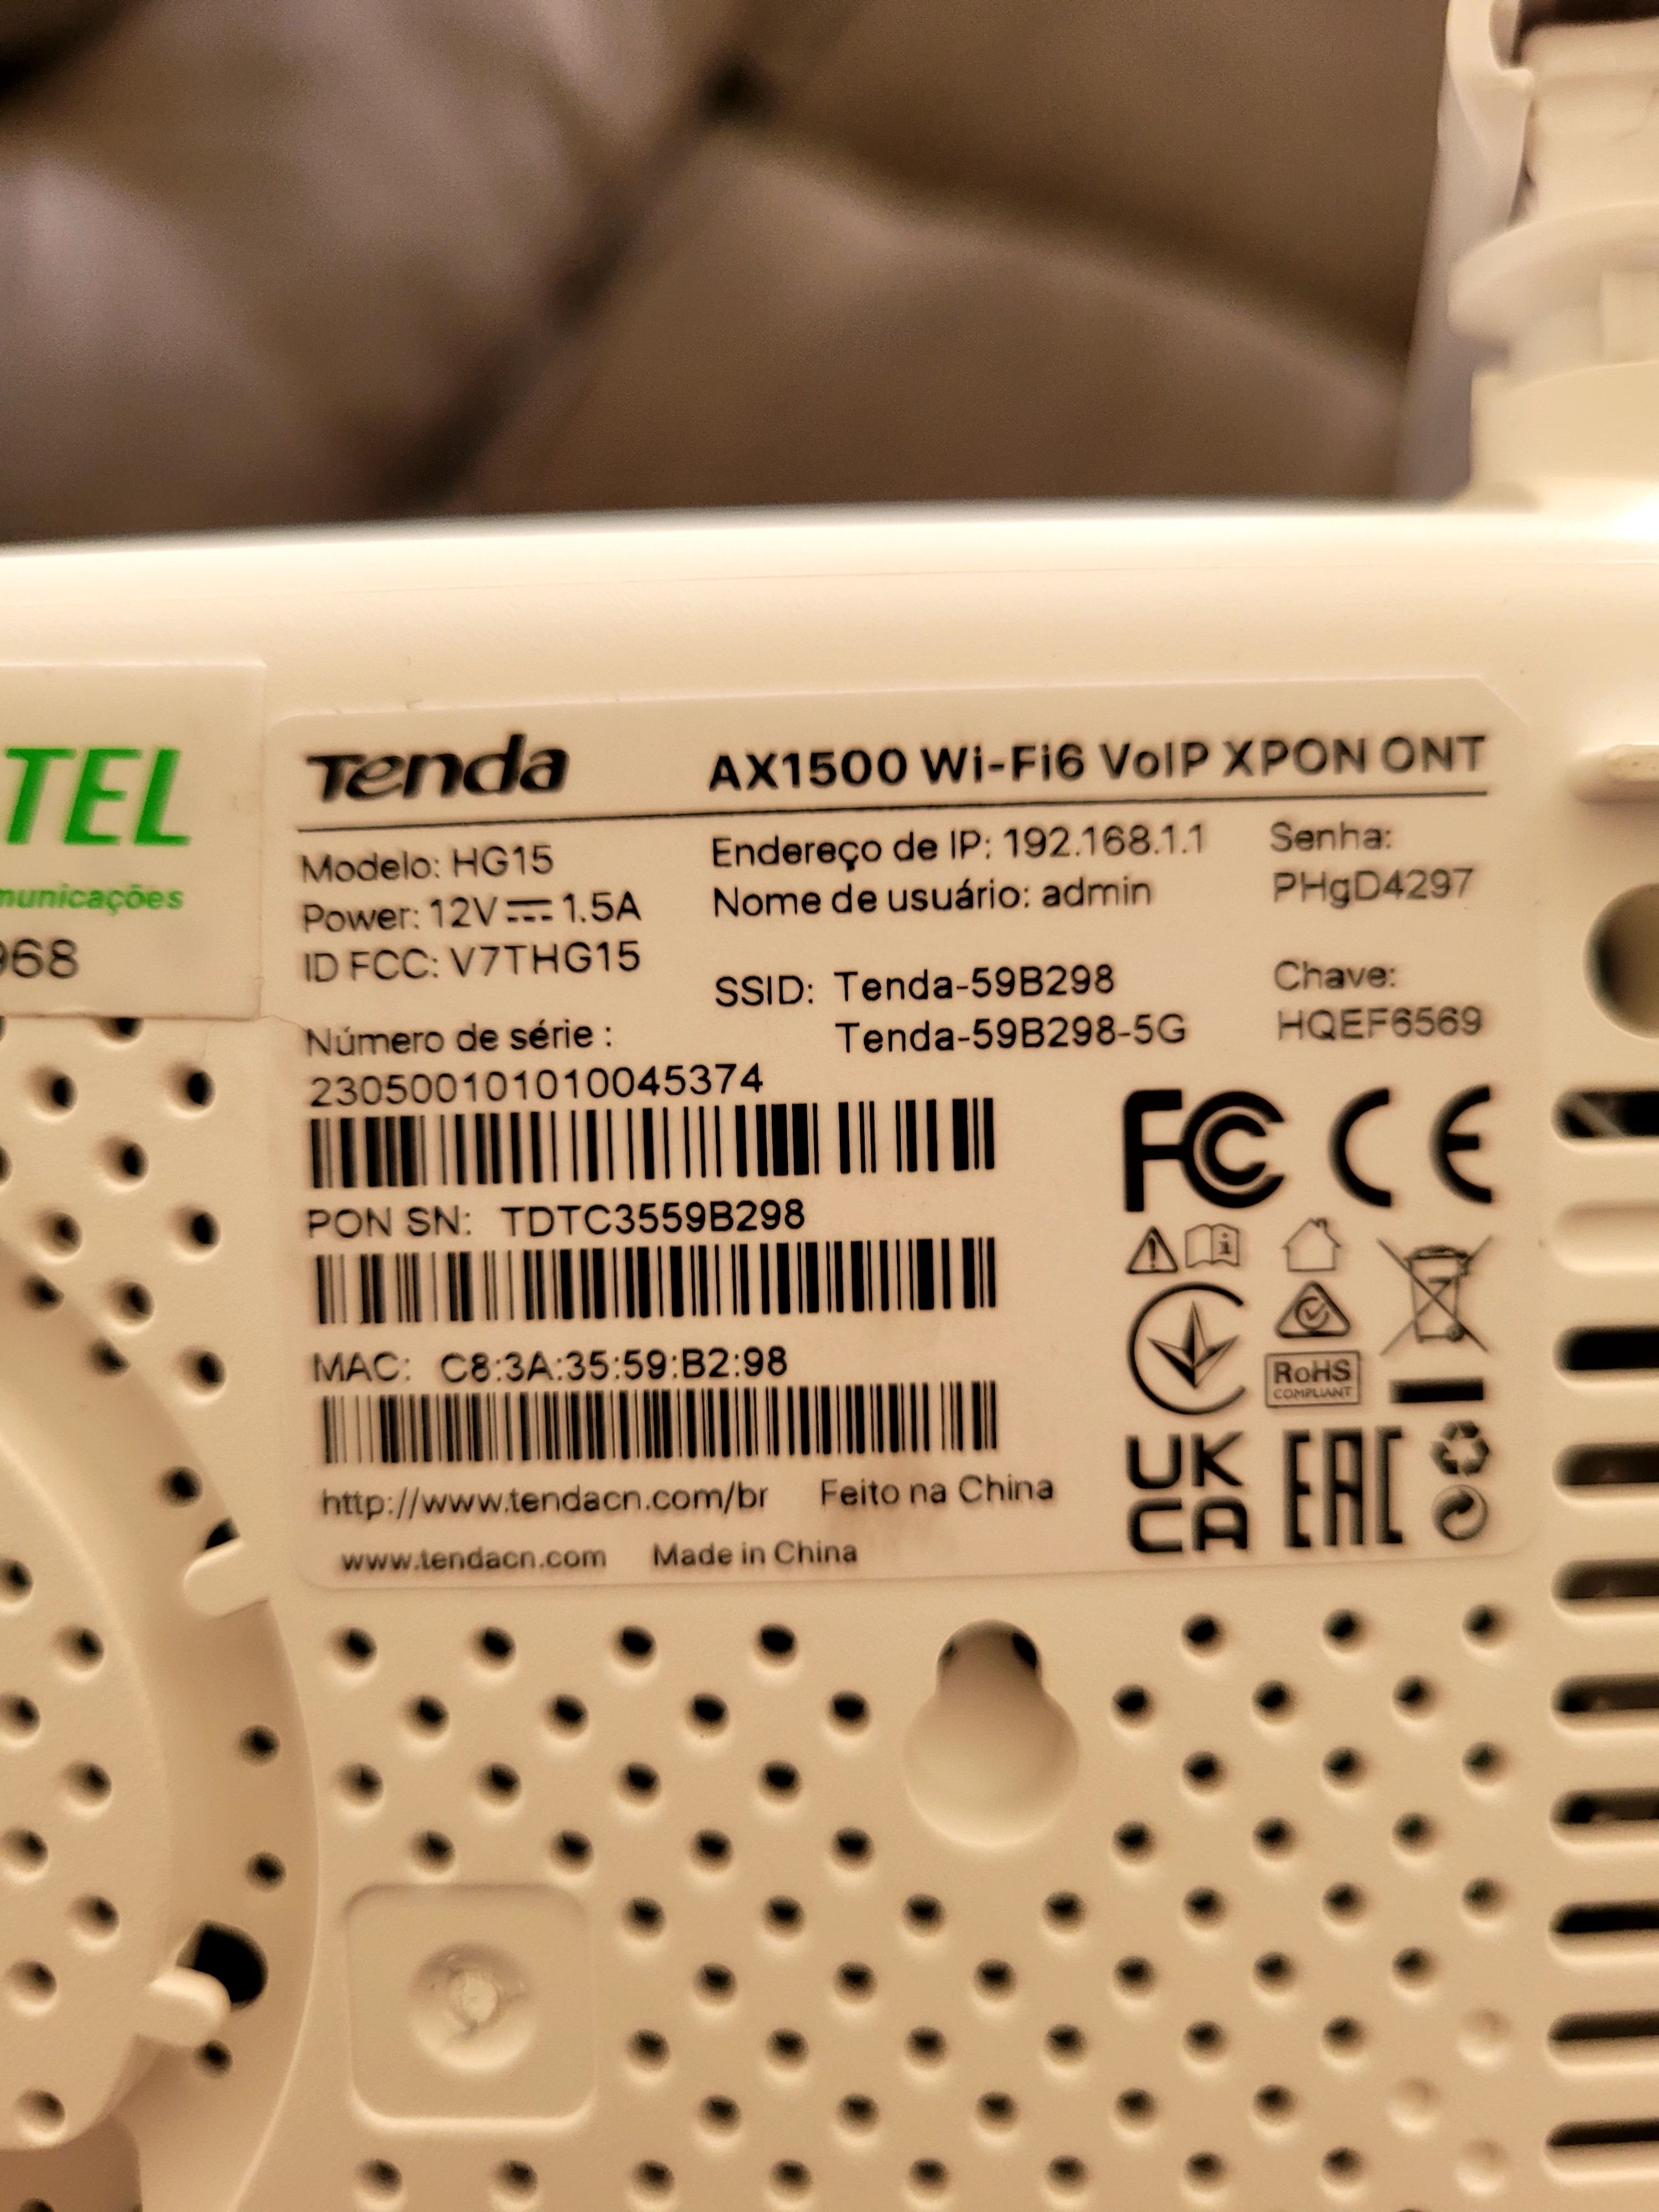 TEL
municações
968
Tenda
AX1500 Wi-Fi6 VoIP XPON ONT
Modelo: HG15
Power: 12V⎓1.5A
ID FCC: V7THG15
Endereço de IP: 192.168.1.1
Nome de usuário: admin
Senha:
PHgD4297
SSID: Tenda-59B298
Tenda-59B298-5G
Chave:
HQEF6569
Número de série :
230500101010045374
PON SN: TDTC3559B298
MAC: C8:3A:35:59:B2:98
http://www.tendacn.com/br Feito na China
www.tendacn.com Made in China
FC CE
RoHS
COMPLIANT
UK
CA
EAC